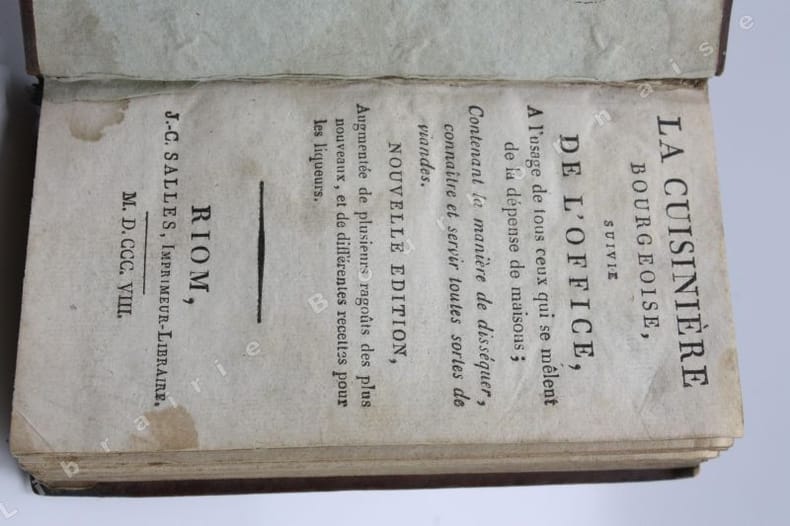 LA CUISINIÈRE
BOURGEOISE,
SUIVIE
DE L'OFFICE,
A l'usage de tous ceux qui se mêlent
de la dépense de maisons;
Contenant la manière de disséquer,
connaître et servir toutes sortes de
viandes.
NOUVELLE EDITION,
Augmentée de plusieurs ragoûts des plus
nouveaux, et de différentes recettes pour
les liqueurs.
RIOM,
J.-C. SALLES, IMPRIMEUR-LIBRAIRE.
M. D. CCC. VIII.